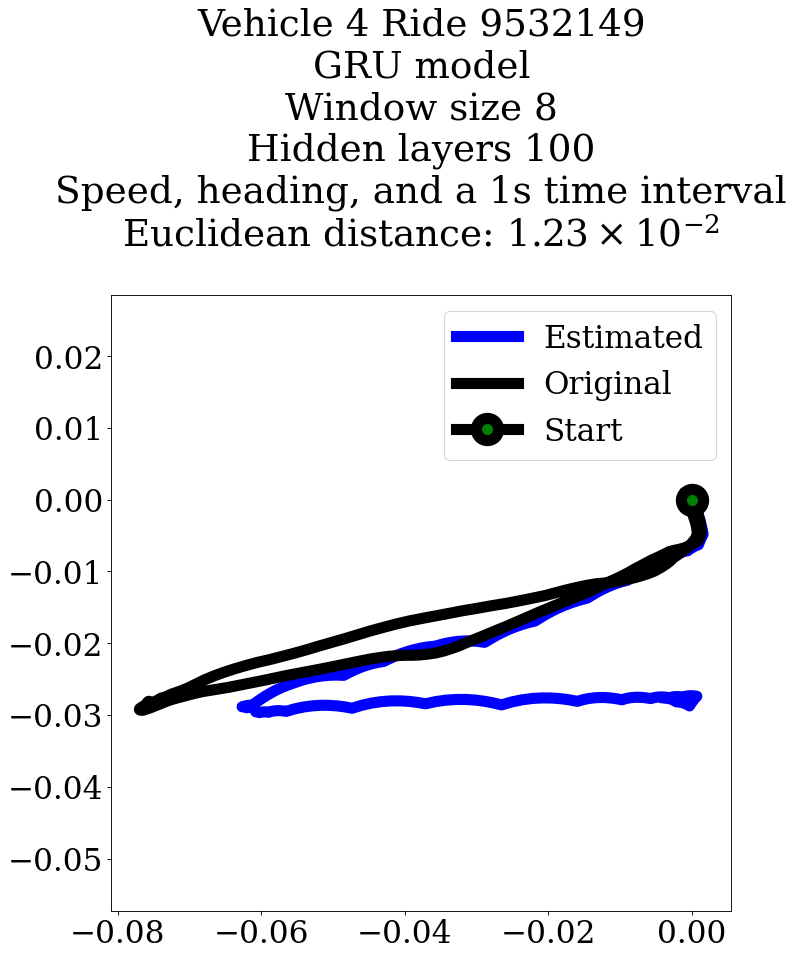 Vehicle 4 Ride 9532149
GRU model
Window size 8
Hidden layers 100
Speed, heading, and a 1s time interval
Euclidean distance: 1.23 × 10⁻²
Estimated
Original
Start
0.02
0.01
0.00
−0.01
−0.02
−0.03
−0.04
−0.05
−0.08 −0.06 −0.04 −0.02 0.00